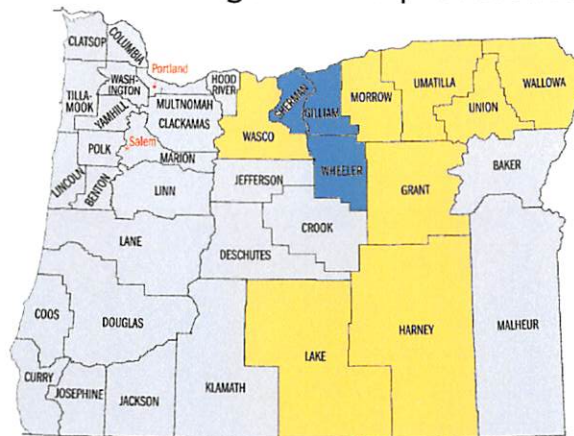 CLATSOP
COLUMBIA
Portland
WASH-
INGTON
HOOD
RIVER
TILLA-
MOOK
MULTNOMAH
YAMHILL
CLACKAMAS
SHERMAN
GILLIAM
MORROW
UMATILLA
WALLOWA
UNION
WASCO
POLK
Salem
MARION
WHEELER
BAKER
LINCOLN
BENTON
LINN
JEFFERSON
GRANT
CROOK
LANE
DESCHUTES
COOS
DOUGLAS
HARNEY
MALHEUR
LAKE
CURRY
JOSEPHINE
JACKSON
KLAMATH